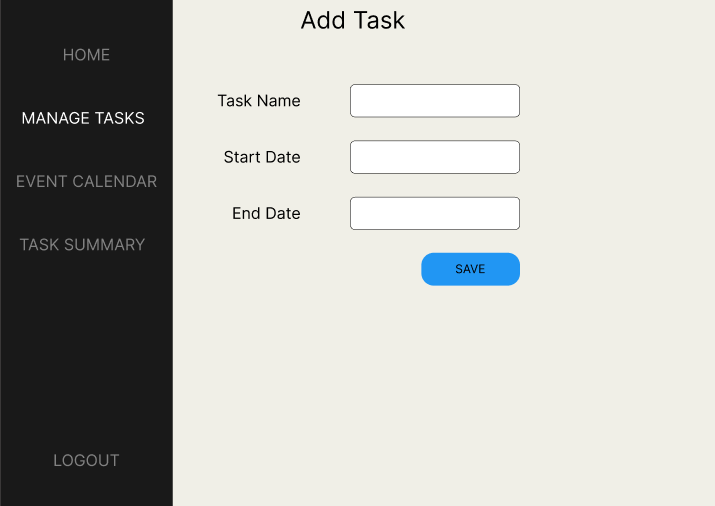 HOME
MANAGE TASKS
EVENT CALENDAR
TASK SUMMARY
LOGOUT
Add Task
Task Name
Start Date
End Date
SAVE